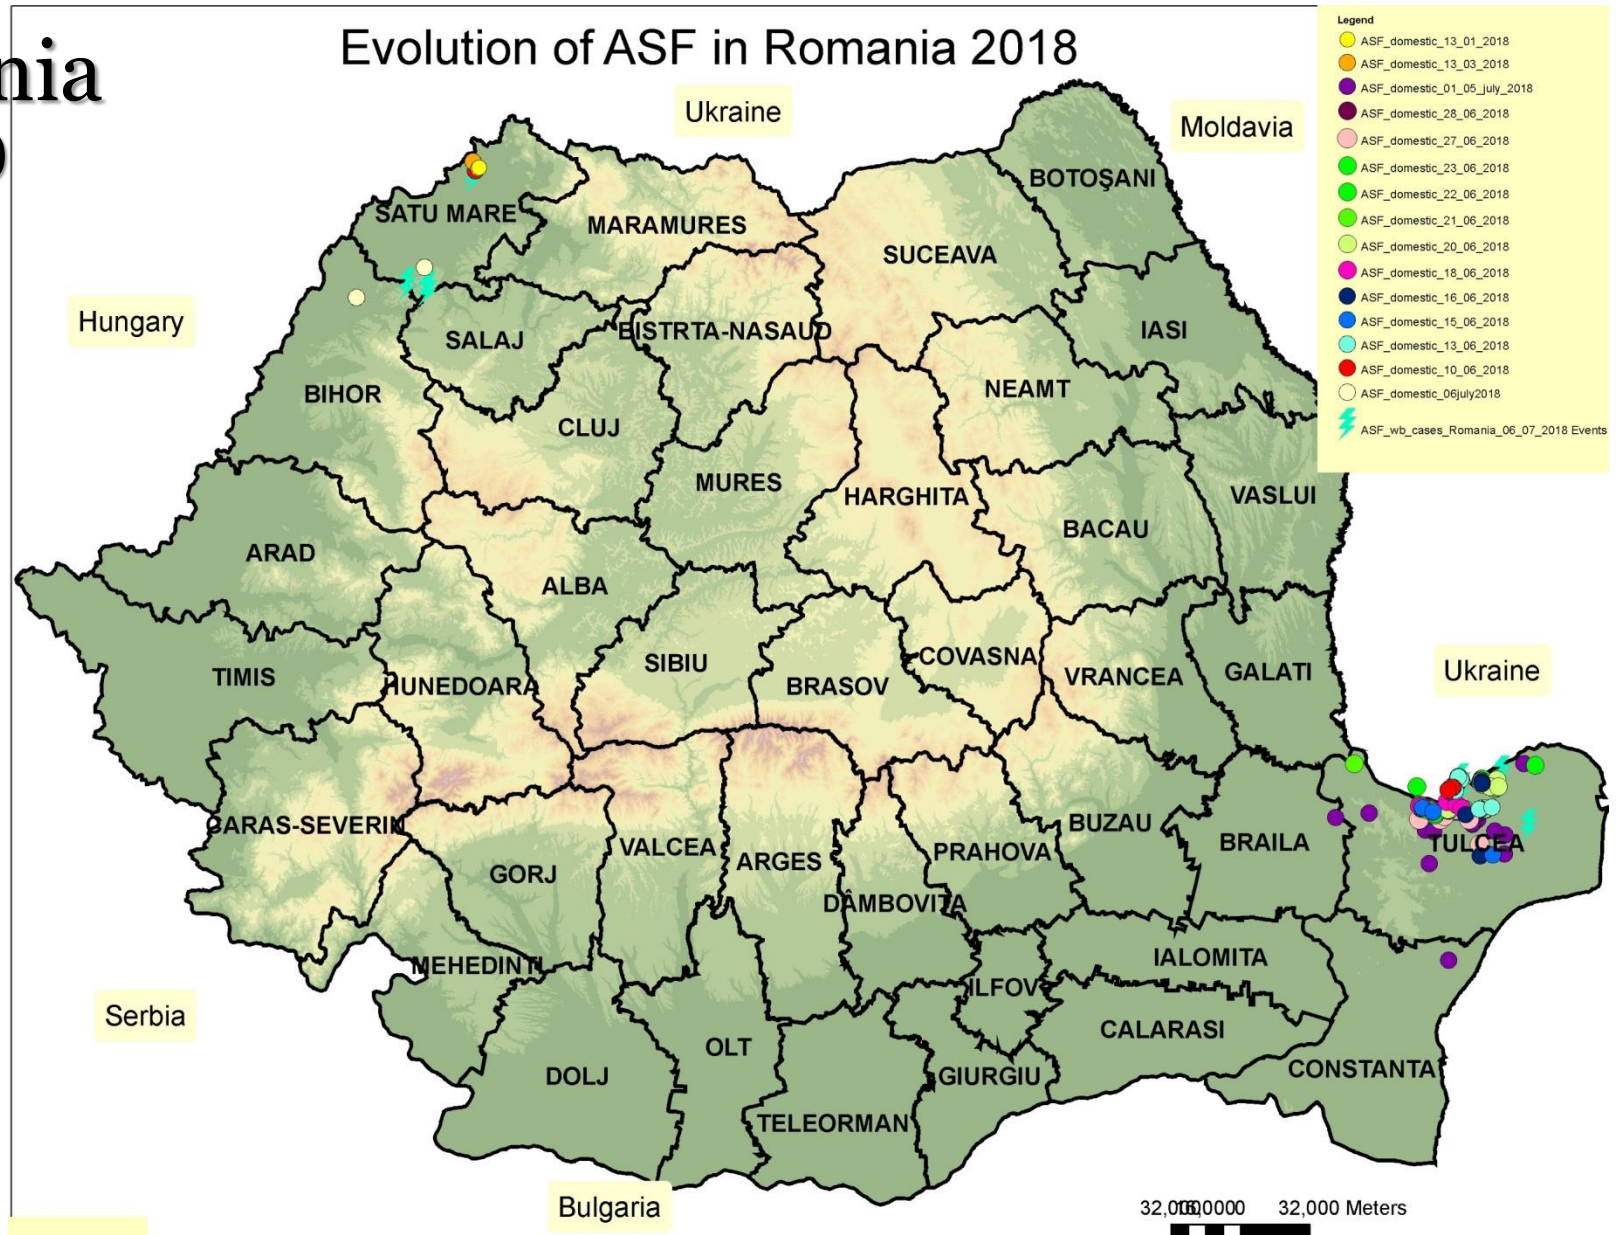 nia
)
Evolution of ASF in Romania 2018
Legend
ASF_domestic_13_01_2018
ASF_domestic_13_03_2018
ASF_domestic_01_05_july_2018
ASF_domestic_28_06_2018
ASF_domestic_27_06_2018
ASF_domestic_23_06_2018
ASF_domestic_22_06_2018
ASF_domestic_21_06_2018
ASF_domestic_20_06_2018
ASF_domestic_18_06_2018
ASF_domestic_16_06_2018
ASF_domestic_15_06_2018
ASF_domestic_13_06_2018
ASF_domestic_10_06_2018
ASF_domestic_06july2018
ASF_wb_cases_Romania_06_07_2018 Events
Ukraine
Moldavia
BOTOŞANI
SATU MARE
MARAMURES
SUCEAVA
Hungary
SALAJ
BISTRTA-NASAUD
IASI
BIHOR
NEAMT
CLUJ
MURES
HARGHITA
VASLUI
BACAU
ARAD
ALBA
SIBIU
COVASNA
TIMIS
HUNEDOARA
BRASOV
VRANCEA
GALATI
Ukraine
CARAS-SEVERIN
VALCEA
ARGES
PRAHOVA
BUZAU
BRAILA
TULCEA
GORJ
DÂMBOVITA
MEHEDINTI
IALOMITA
ILFOV
Serbia
CALARASI
OLT
DOLJ
GIURGIU
CONSTANTA
TELEORMAN
Bulgaria
32,000 Meters